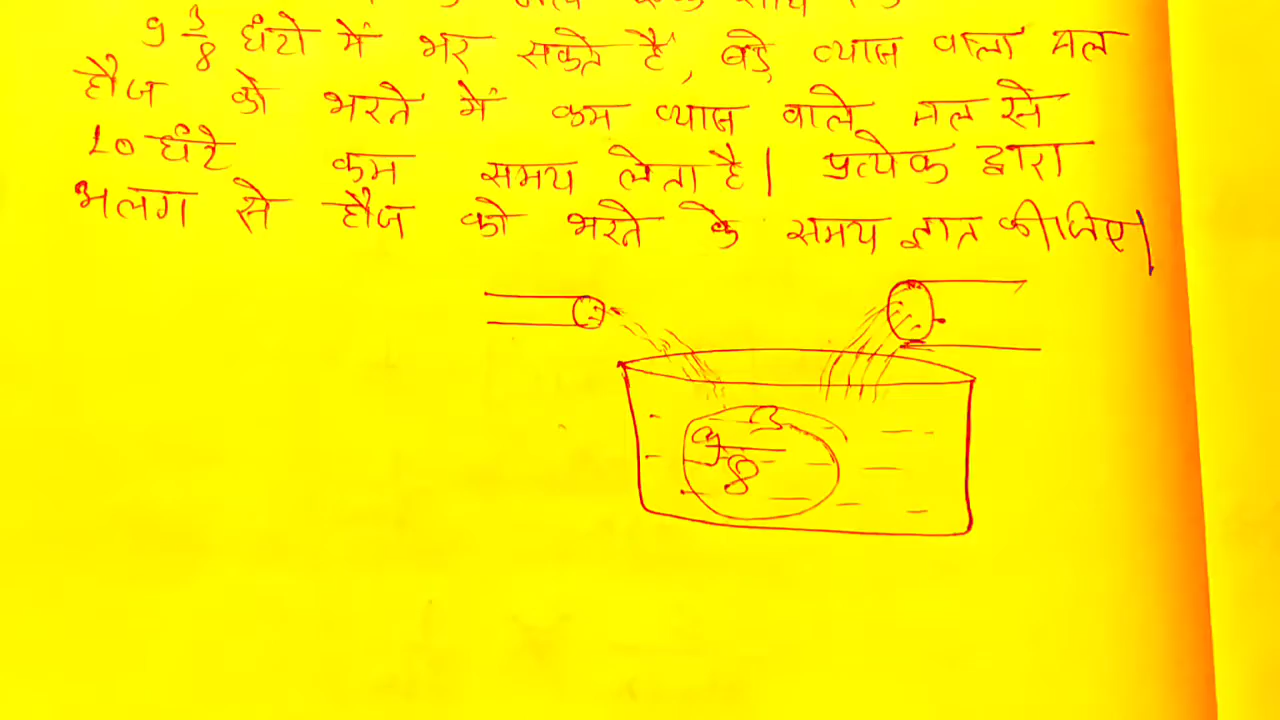 9 3/8 घंटो में भर सकते हैं, बड़े व्यास वाला नल
हौज को भरने में कम व्यास वाले नल से
10 घंटे कम समय लेता है। प्रत्येक द्वारा
अलग से हौज को भरने के समय ज्ञात कीजिए।
9 3/8